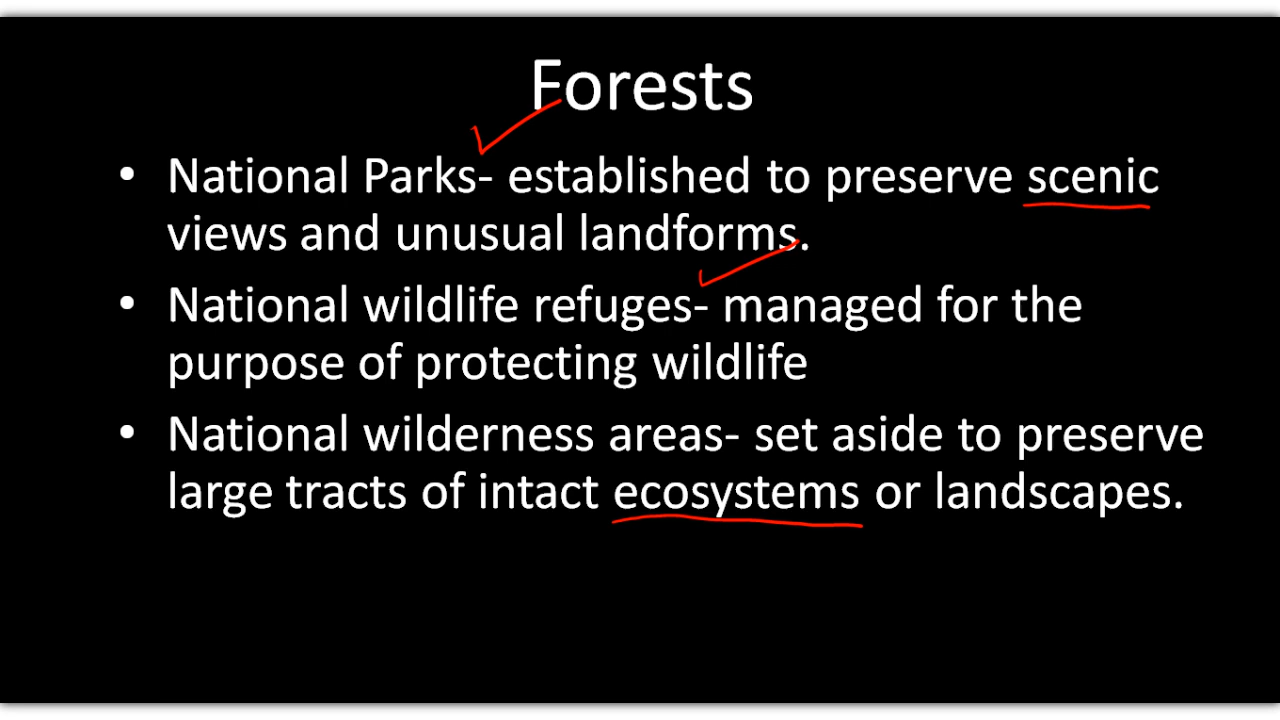 Forests
• National Parks- established to preserve scenic
views and unusual landforms.
• National wildlife refuges- managed for the
purpose of protecting wildlife
• National wilderness areas- set aside to preserve
large tracts of intact ecosystems or landscapes.